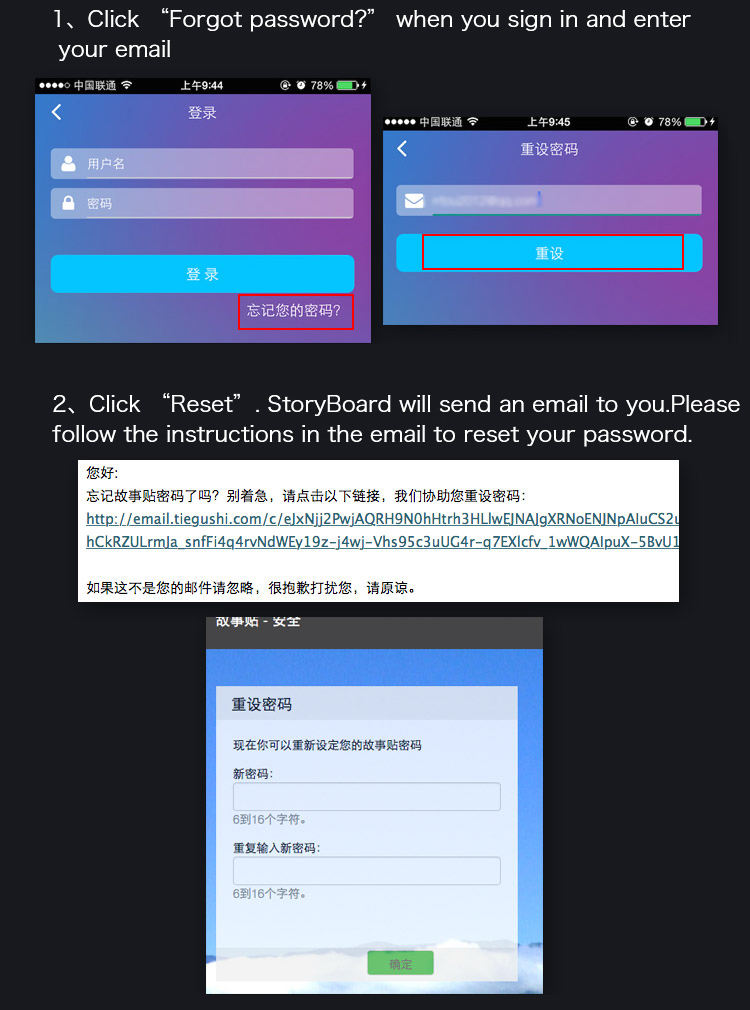 1、Click “Forgot password?” when you sign in and enter
your email
中国联通 上午9:44 78%
登录
用户名
密码
登 录
忘记您的密码?
中国联通 上午9:45 78%
重设密码
重设
2、Click “Reset”. StoryBoard will send an email to you.Please
follow the instructions in the email to reset your password.
您好:
忘记故事贴密码了吗? 别着急，请点击以下链接，我们协助您重设密码:
http://email.tiegushi.com/c/eJxNjj2PwjAQRH9N0hHtrh3HLlwEJNAJgXRNoENJNpAluCS2u
hCkRZULrmJa_snfFi4q4rvNdWEy19z-j4wj-Vhs95c3uUG4r-q7EXlcfv_1wWQAIpuX-5BvU1
如果这不是您的邮件请忽略，很抱歉打扰您，请原谅。
故事贴 - 安全
重设密码
现在你可以重新设定您的故事贴密码
新密码:
6到16个字符。
重复输入新密码:
6到16个字符。
确定